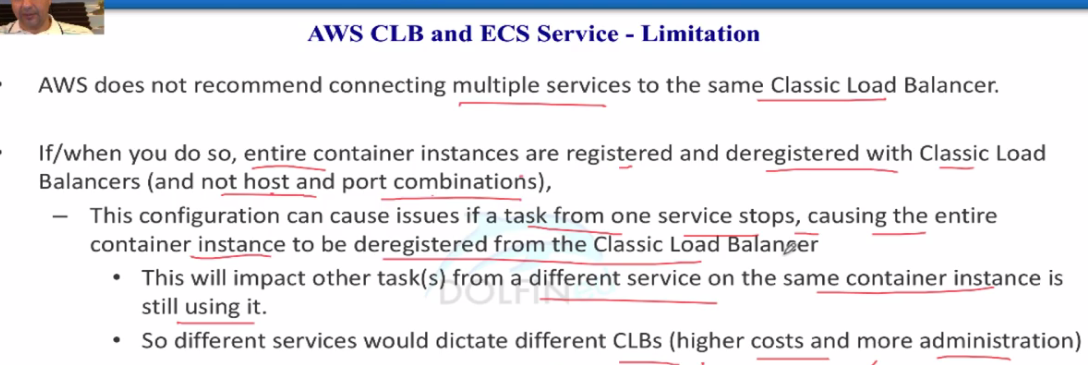 AWS CLB and ECS Service - Limitation
AWS does not recommend connecting multiple services to the same Classic Load Balancer.
If/when you do so, entire container instances are registered and deregistered with Classic Load
Balancers (and not host and port combinations),
– This configuration can cause issues if a task from one service stops, causing the entire
container instance to be deregistered from the Classic Load Balancer
• This will impact other task(s) from a different service on the same container instance is
still using it.
DOLFIN
• So different services would dictate different CLBs (higher costs and more administration)